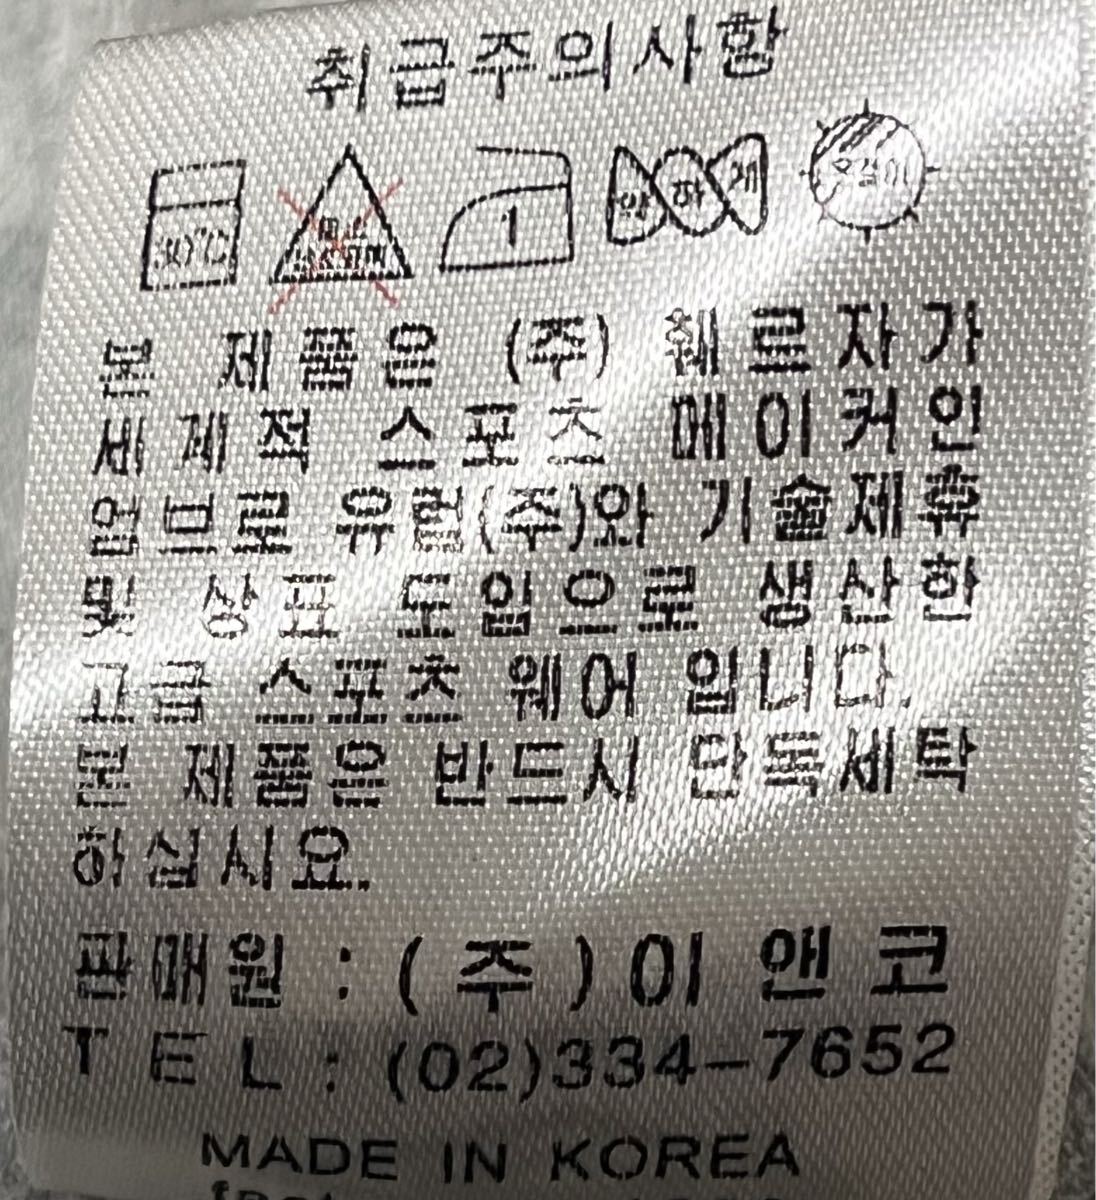 취급주의사항
30℃ 1 약하게 옷걸이
본 제품은 (주) 훼르자가
세계적 스포츠 메이커인
엄브로 유럽(주)와 기술제휴
및 상표 도입으로 생산한
고급 스포츠 웨어 입니다.
본 제품은 반드시 단독세탁
하십시요.
판매원 : (주)이앤코
TEL : (02)334-7652
MADE IN KOREA